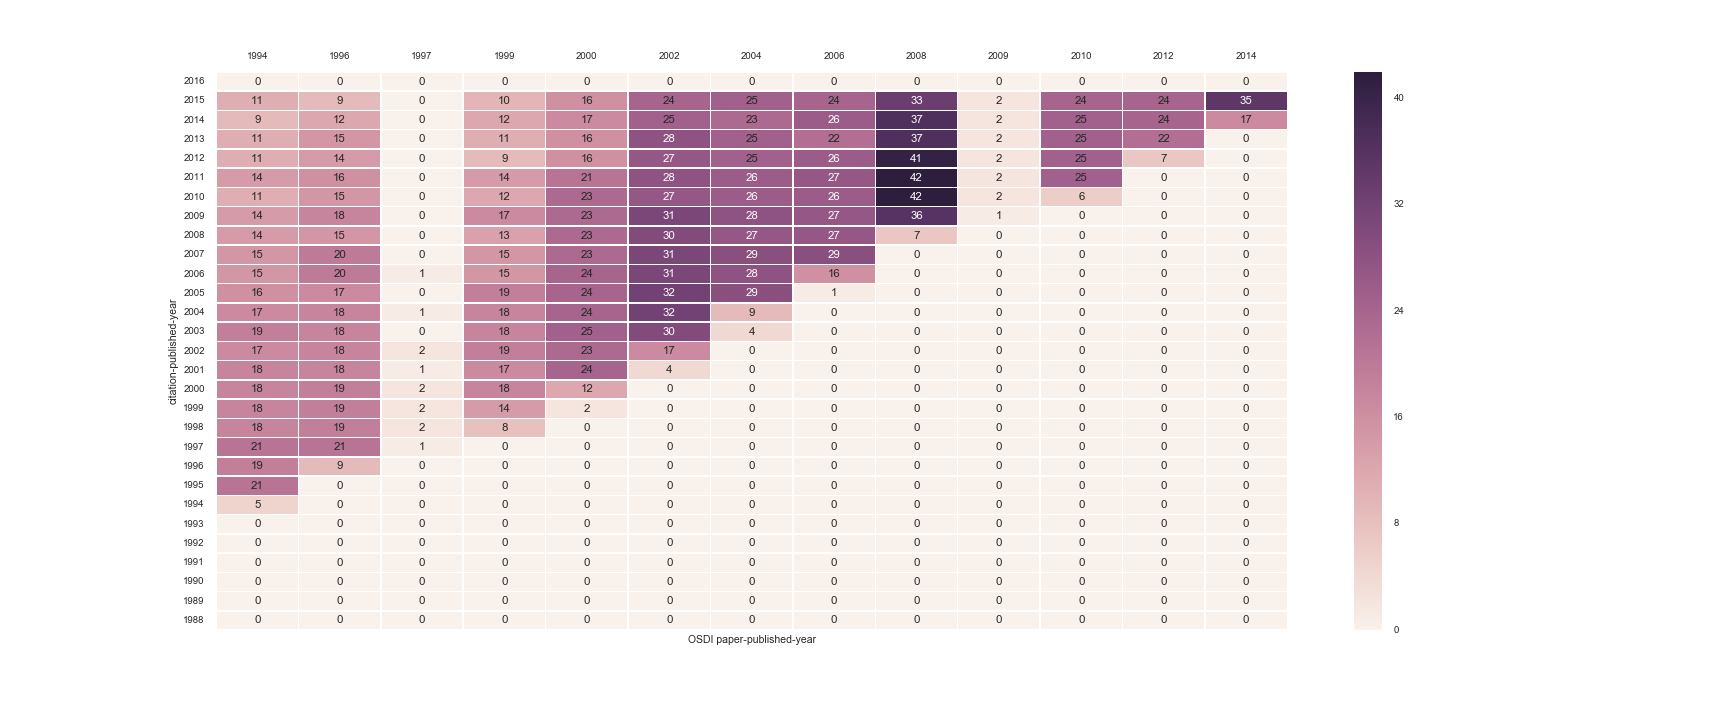 1994 1996 1997 1999 2000 2002 2004 2006 2008 2009 2010 2012 2014
2016 0 0 0 0 0 0 0 0 0 0 0 0 0
2015 11 9 0 10 16 24 25 24 33 2 24 24 35 40
2014 9 12 0 12 17 25 23 26 37 2 25 24 17
2013 11 15 0 11 16 28 25 22 37 2 25 22 0
2012 11 14 0 9 16 27 25 26 41 2 25 7 0
2011 14 16 0 14 21 28 26 27 42 2 25 0 0
2010 11 15 0 12 23 27 26 26 42 2 6 0 0
32
2009 14 18 0 17 23 31 28 27 36 1 0 0 0
2008 14 15 0 13 23 30 27 27 7 0 0 0 0
2007 15 20 0 15 23 31 29 29 0 0 0 0 0
2006 15 20 1 15 24 31 28 16 0 0 0 0 0
2005 16 17 0 19 24 32 29 1 0 0 0 0 0
2004 17 18 1 18 24 32 9 0 0 0 0 0 0 24
2003 19 18 0 18 25 30 4 0 0 0 0 0 0
2002 17 18 2 19 23 17 0 0 0 0 0 0 0
citation-published-year
2001 18 18 1 17 24 4 0 0 0 0 0 0 0
2000 18 19 2 18 12 0 0 0 0 0 0 0 0
1999 18 19 2 14 2 0 0 0 0 0 0 0 0
16
1998 18 19 2 8 0 0 0 0 0 0 0 0 0
1997 21 21 1 0 0 0 0 0 0 0 0 0 0
1996 19 9 0 0 0 0 0 0 0 0 0 0 0
1995 21 0 0 0 0 0 0 0 0 0 0 0 0
1994 5 0 0 0 0 0 0 0 0 0 0 0 0
1993 0 0 0 0 0 0 0 0 0 0 0 0 0 8
1992 0 0 0 0 0 0 0 0 0 0 0 0 0
1991 0 0 0 0 0 0 0 0 0 0 0 0 0
1990 0 0 0 0 0 0 0 0 0 0 0 0 0
1989 0 0 0 0 0 0 0 0 0 0 0 0 0
1988 0 0 0 0 0 0 0 0 0 0 0 0 0
0
OSDI paper-published-year